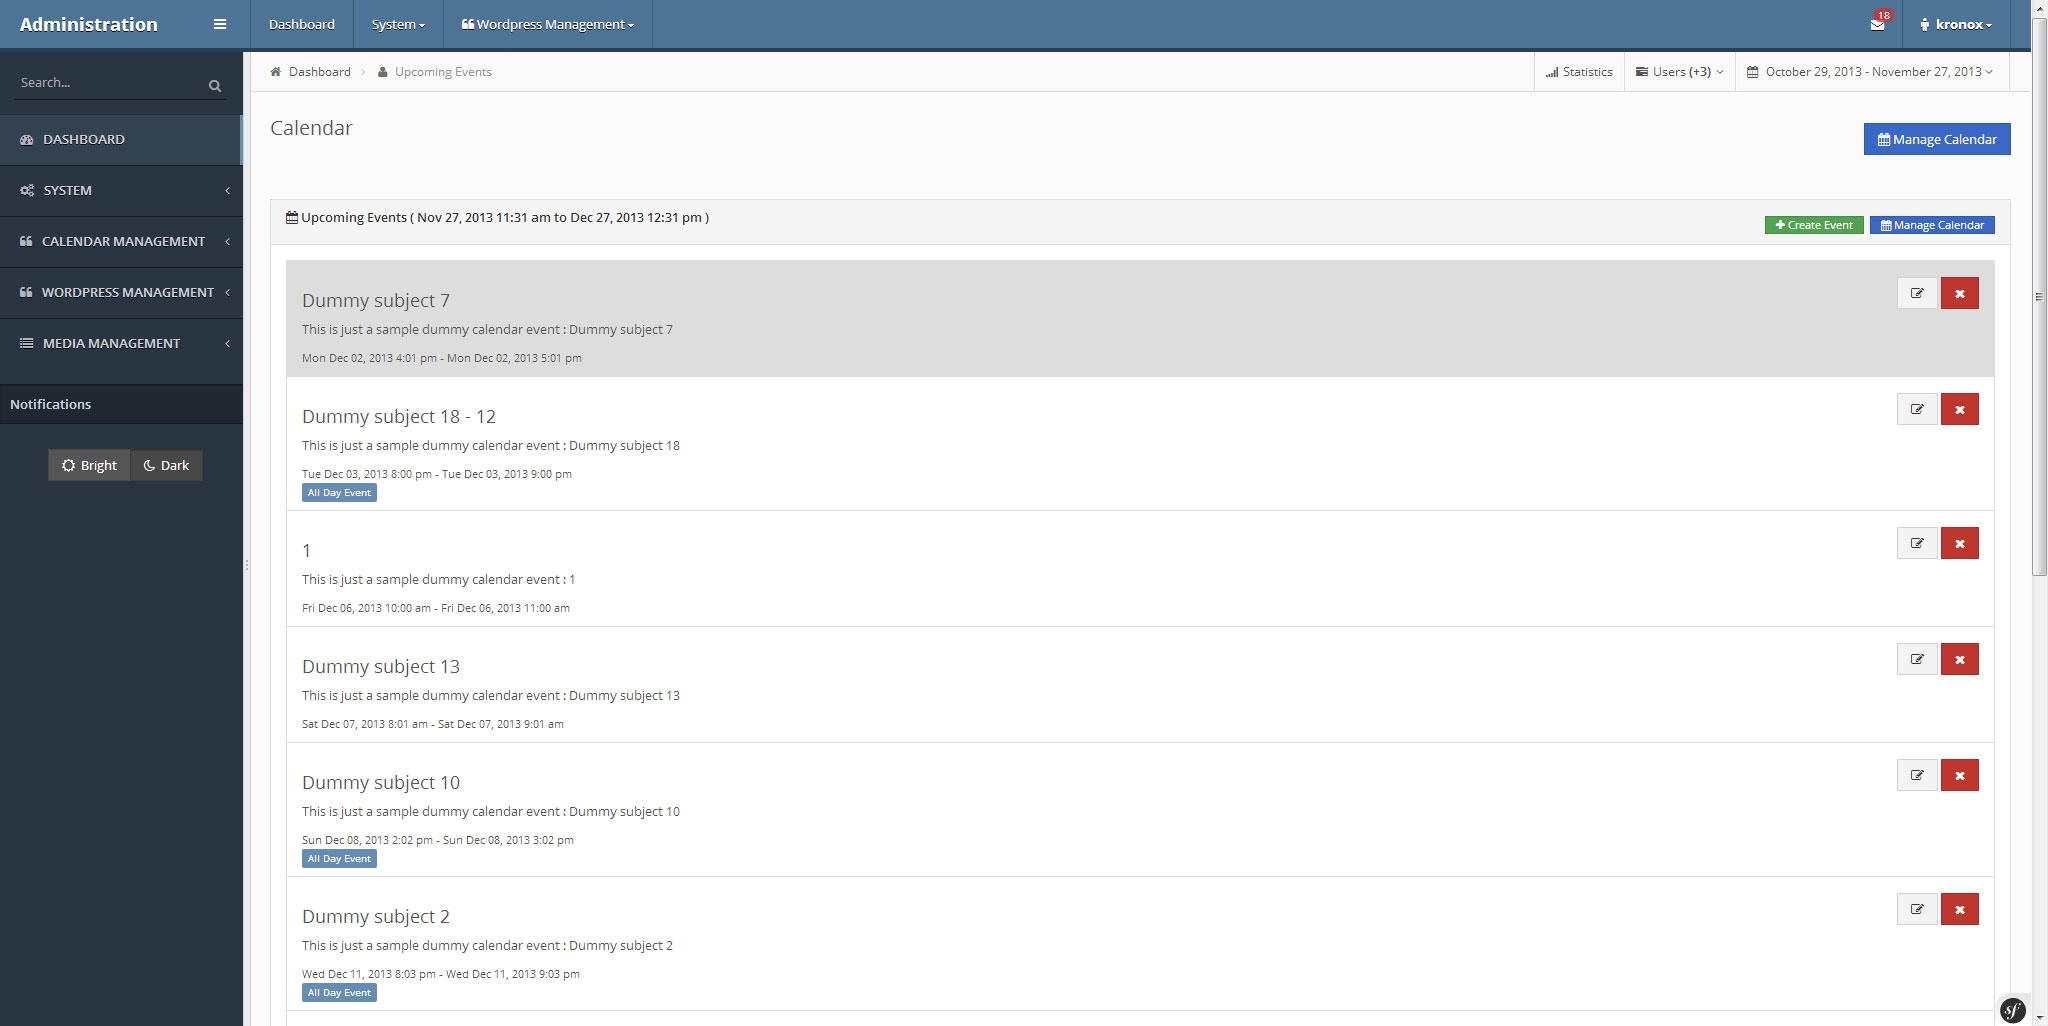 Administration
Dashboard
System
Wordpress Management
18
kronox
Search...
Dashboard
Upcoming Events
Statistics
Users (+3)
October 29, 2013 - November 27, 2013
DASHBOARD
SYSTEM
CALENDAR MANAGEMENT
WORDPRESS MANAGEMENT
MEDIA MANAGEMENT
Notifications
Bright
Dark
Calendar
Manage Calendar
Upcoming Events ( Nov 27, 2013 11:31 am to Dec 27, 2013 12:31 pm )
Create Event
Manage Calendar
Dummy subject 7
This is just a sample dummy calendar event : Dummy subject 7
Mon Dec 02, 2013 4:01 pm - Mon Dec 02, 2013 5:01 pm
Dummy subject 18 - 12
This is just a sample dummy calendar event : Dummy subject 18
Tue Dec 03, 2013 8:00 pm - Tue Dec 03, 2013 9:00 pm
All Day Event
1
This is just a sample dummy calendar event : 1
Fri Dec 06, 2013 10:00 am - Fri Dec 06, 2013 11:00 am
Dummy subject 13
This is just a sample dummy calendar event : Dummy subject 13
Sat Dec 07, 2013 8:01 am - Sat Dec 07, 2013 9:01 am
Dummy subject 10
This is just a sample dummy calendar event : Dummy subject 10
Sun Dec 08, 2013 2:02 pm - Sun Dec 08, 2013 3:02 pm
All Day Event
Dummy subject 2
This is just a sample dummy calendar event : Dummy subject 2
Wed Dec 11, 2013 8:03 pm - Wed Dec 11, 2013 9:03 pm
All Day Event
sf